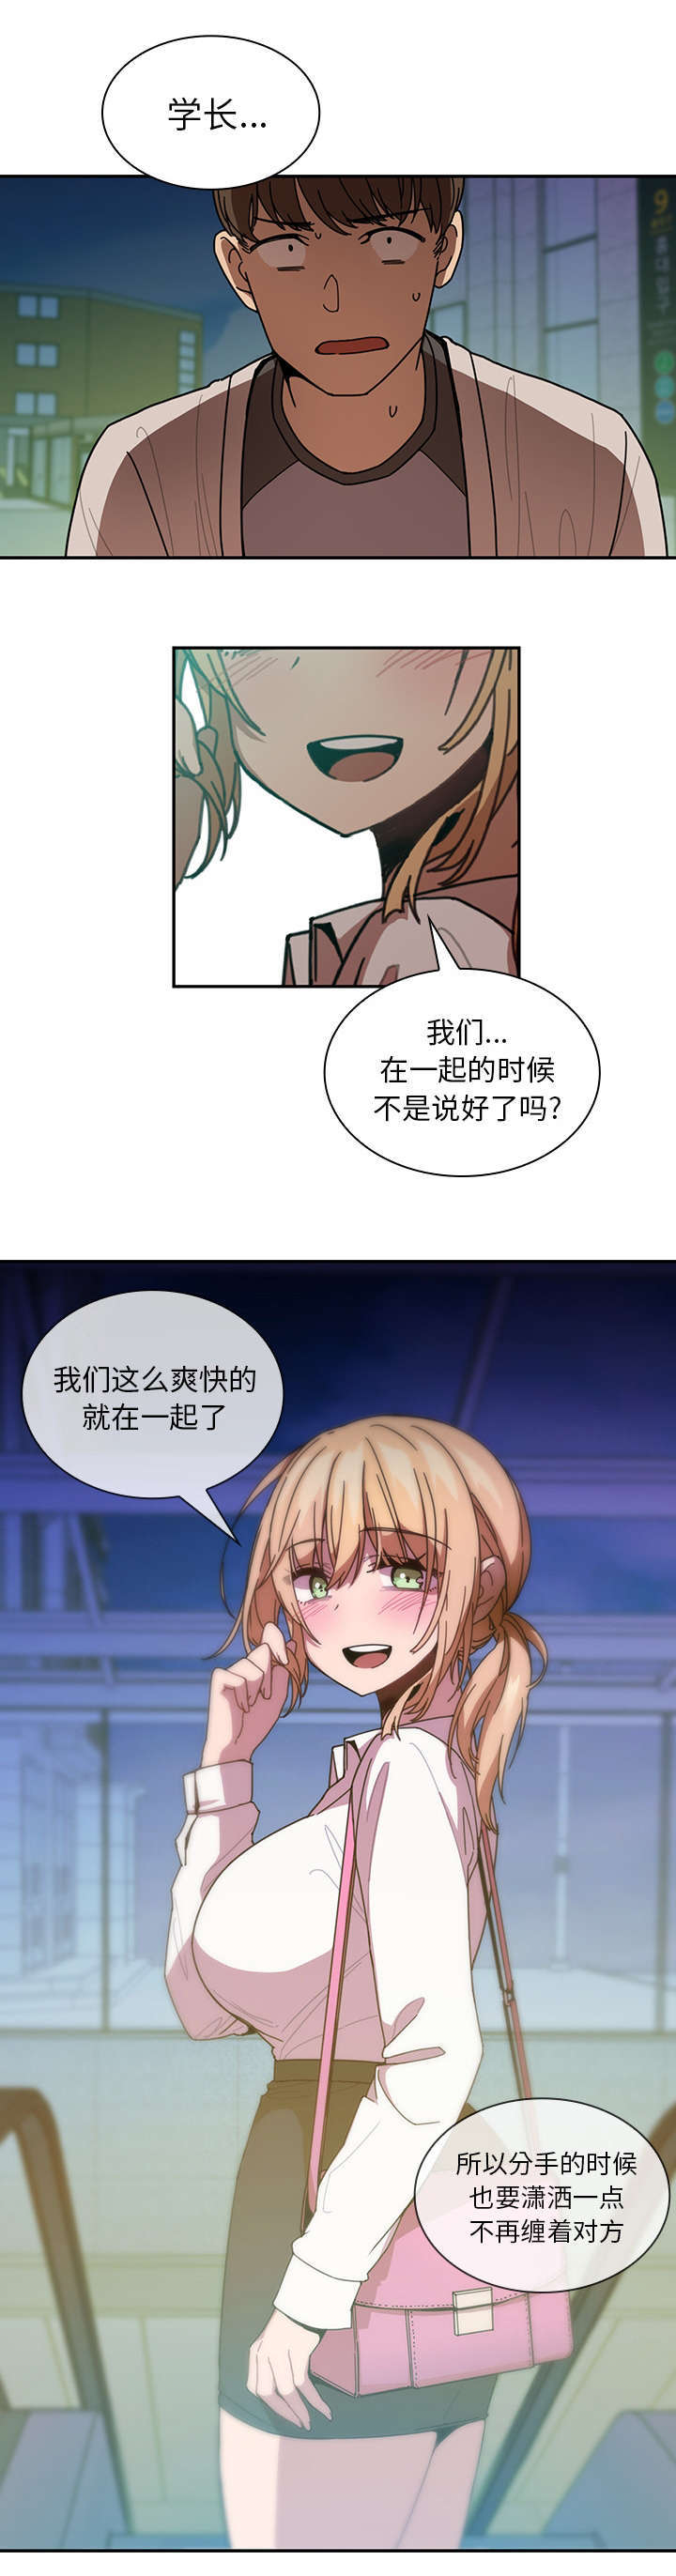 学长...
9
我们...
在一起的时候
不是说好了吗?
我们这么爽快的
就在一起了
所以分手的时候
也要潇洒一点
不再缠着对方